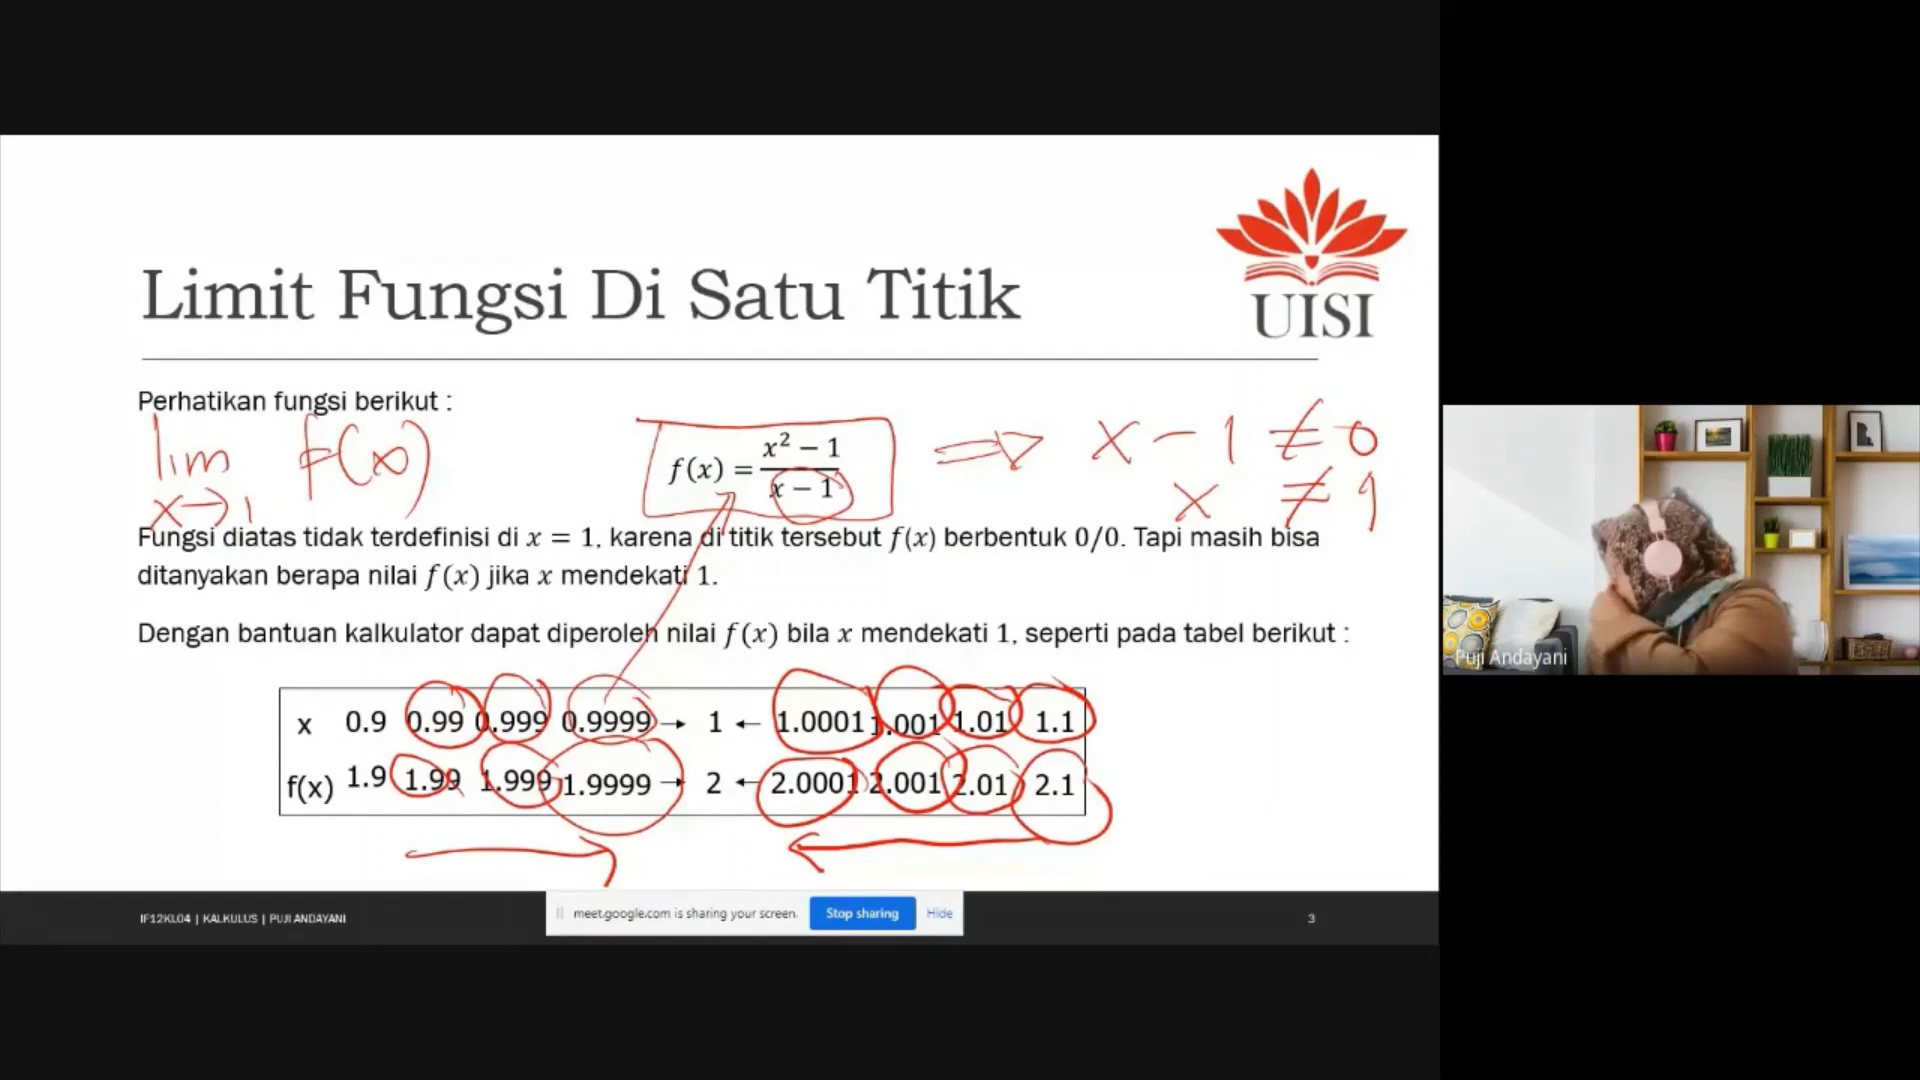 UISI
Limit Fungsi Di Satu Titik
Perhatikan fungsi berikut :
lim f(x)
x→1
f(x) = (x² − 1)/(x − 1)
⇒ x − 1 ≠ 0
x ≠ 1
Fungsi diatas tidak terdefinisi di x = 1, karena di titik tersebut f(x) berbentuk 0/0. Tapi masih bisa
ditanyakan berapa nilai f(x) jika x mendekati 1.
Dengan bantuan kalkulator dapat diperoleh nilai f(x) bila x mendekati 1, seperti pada tabel berikut :
x 0.9 0.99 0.999 0.9999 → 1 ← 1.0001 1.001 1.01 1.1
f(x) 1.9 1.99 1.999 1.9999 → 2 ← 2.0001 2.001 2.01 2.1
IF12KL04 | KALKULUS | PUJI ANDAYANI
meet.google.com is sharing your screen. Stop sharing Hide
3
Puji Andayani